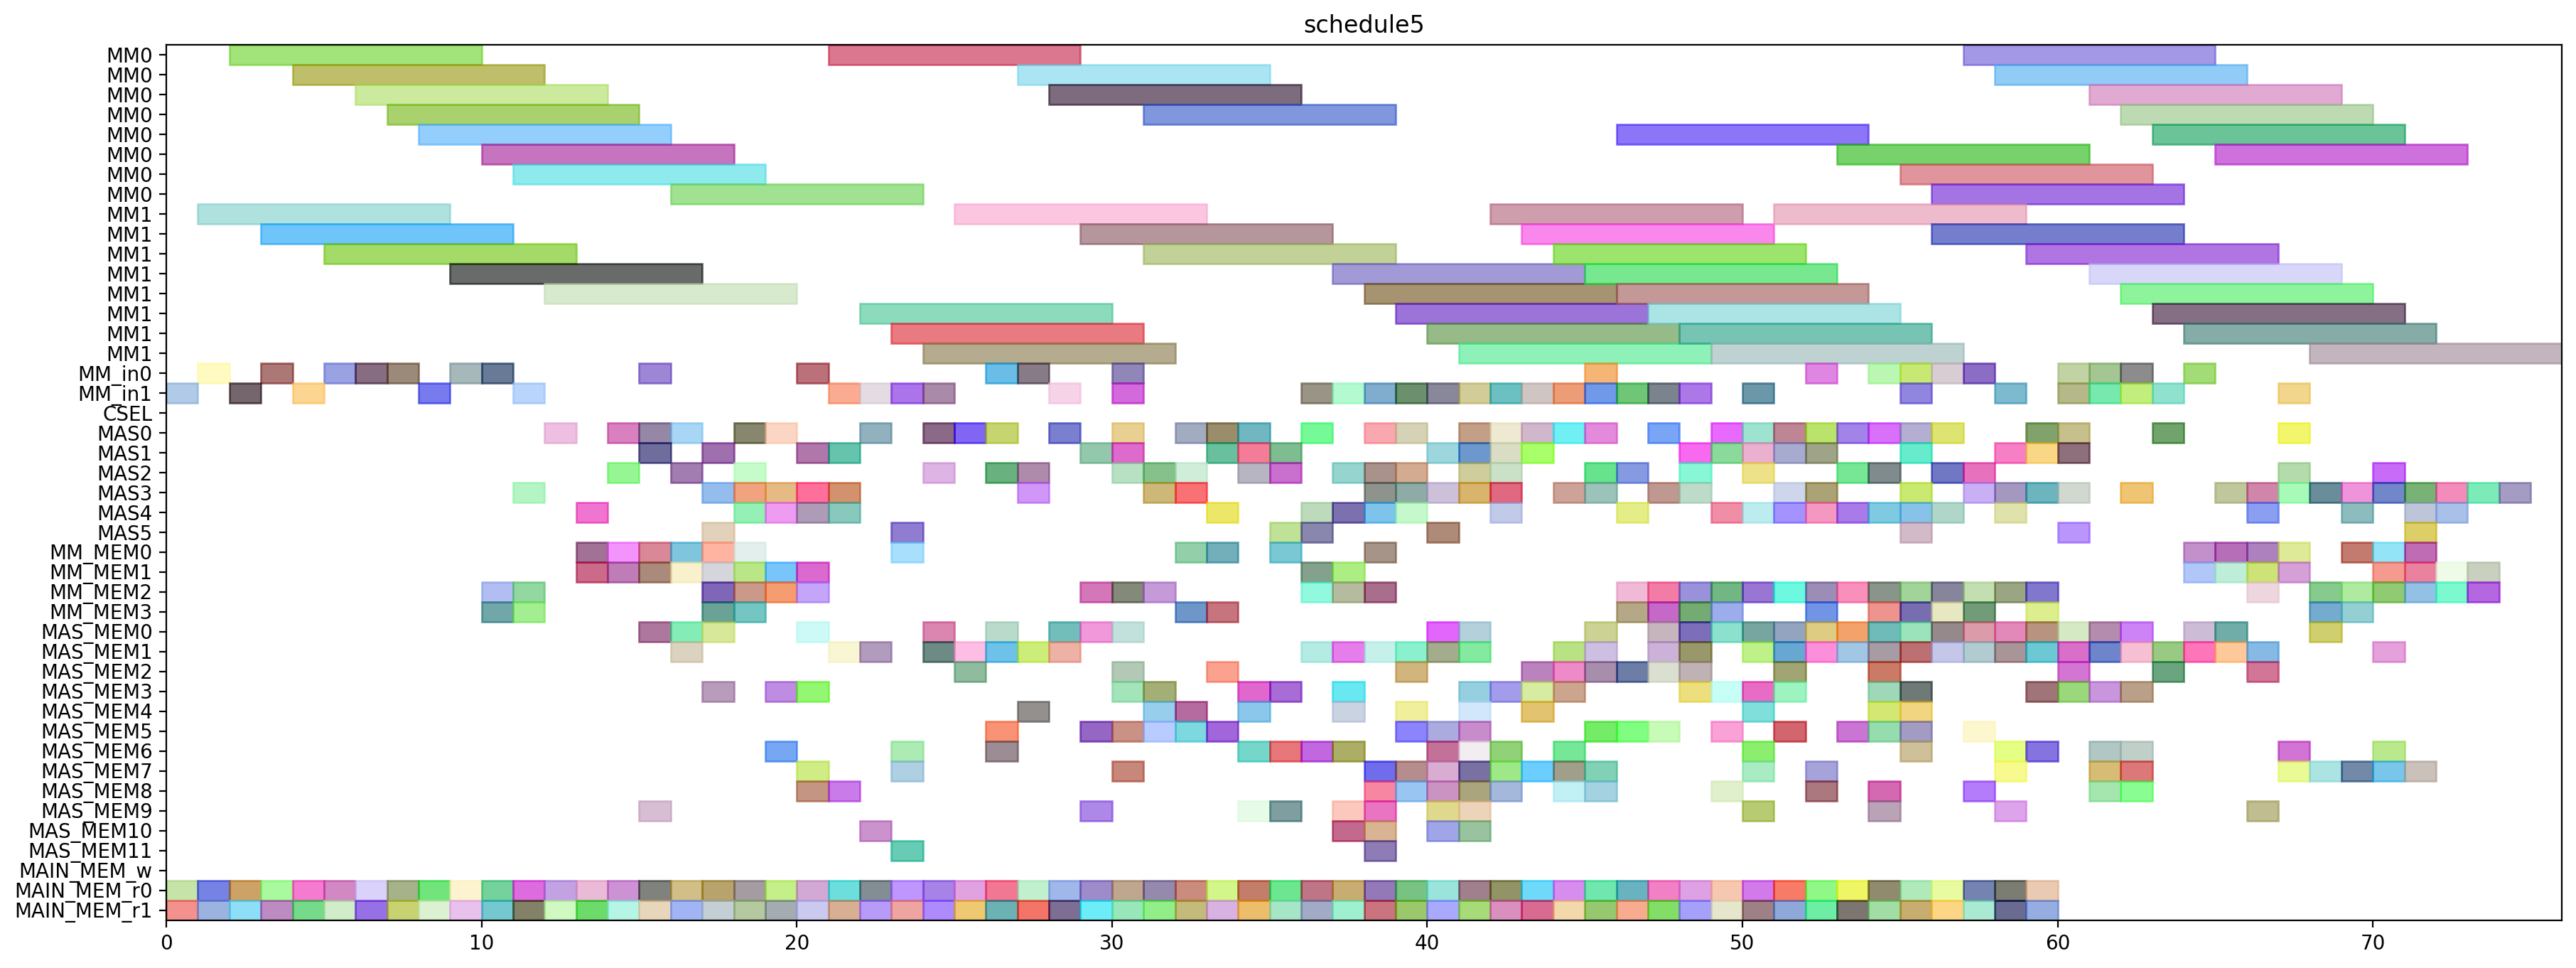 schedule5
MM0
MM0
MM0
MM0
MM0
MM0
MM0
MM0
MM1
MM1
MM1
MM1
MM1
MM1
MM1
MM1
MM_in0
MM_in1
CSEL
MAS0
MAS1
MAS2
MAS3
MAS4
MAS5
MM_MEM0
MM_MEM1
MM_MEM2
MM_MEM3
MAS_MEM0
MAS_MEM1
MAS_MEM2
MAS_MEM3
MAS_MEM4
MAS_MEM5
MAS_MEM6
MAS_MEM7
MAS_MEM8
MAS_MEM9
MAS_MEM10
MAS_MEM11
MAIN_MEM_w
MAIN_MEM_r0
MAIN_MEM_r1
0 10 20 30 40 50 60 70